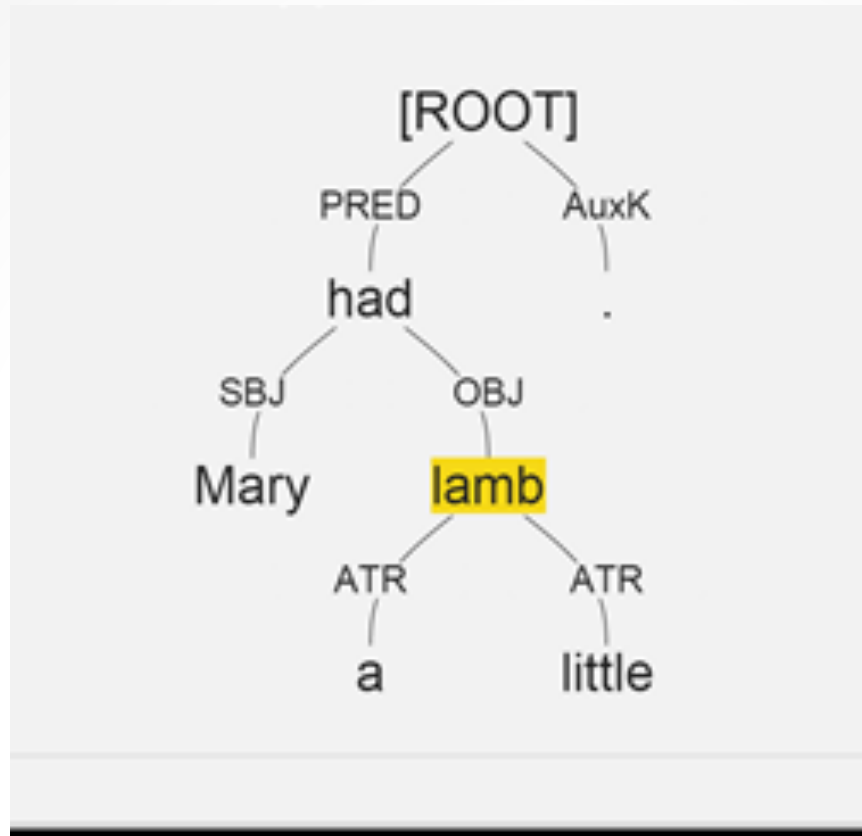 [ROOT]
PRED AuxK
had .
SBJ OBJ
Mary lamb
ATR ATR
a little